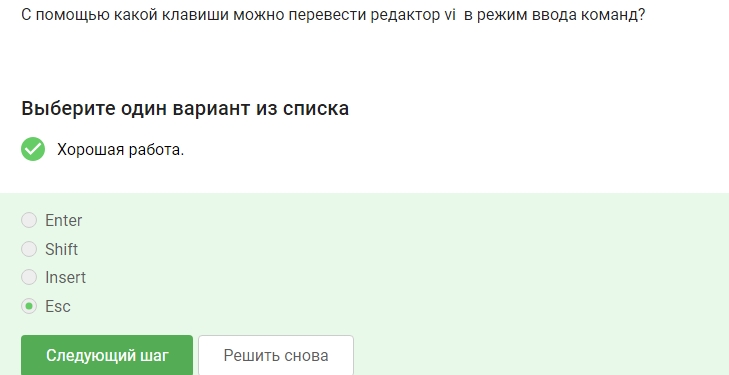 С помощью какой клавиши можно перевести редактор vi в режим ввода команд?
Выберите один вариант из списка
Хорошая работа.
Enter
Shift
Insert
Esc
Следующий шаг
Решить снова